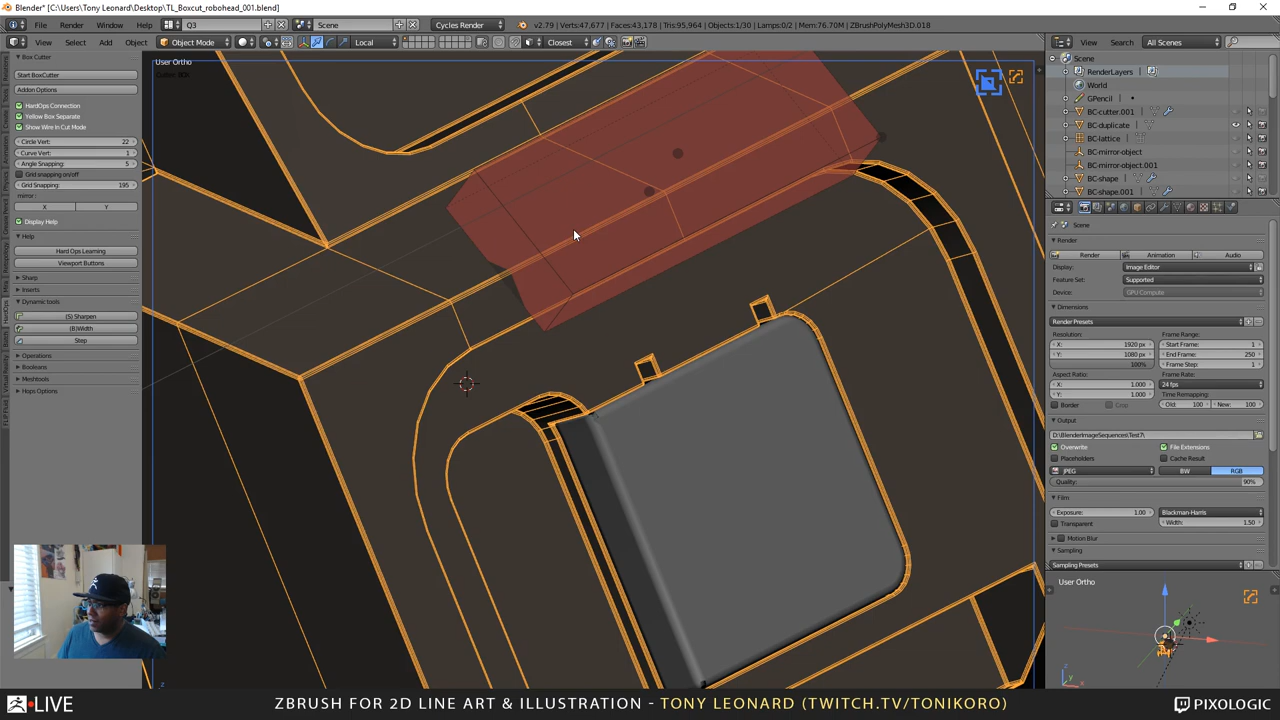 Blender* [C:\Users\Tony Leonard\Desktop\TL_Boxcut_robohead_001.blend]
File Render Window Help Q3 Scene Cycles Render v2.79 | Verts:47,677 | Faces:43,178 | Tris:95,964 | Objects:1/30 | Lamps:0/2 | Mem:76.70M | ZBrushPolyMesh3D.018
View Select Add Object Object Mode Local Closest
View Search All Scenes
User Ortho
Box Cutter
Start BoxCutter
Addon Options
HardOps Connection
Yellow Box Separate
Show Wire In Cut Mode
Circle Vert: 22
Curve Vert: 1
Angle Snapping: 5
Grid snapping on/off
Grid Snapping: 195
mirror :
X Y
Display Help
Help
Hard Ops Learning
Viewport Buttons
Sharp
Inserts
Dynamic tools
(S) Sharpen
(B)Width
Step
Operations
Booleans
Meshtools
Hops Options
Scene
RenderLayers
World
GPencil
BC-cutter.001
BC-duplicate
BC-lattice
BC-mirror-object
BC-mirror-object.001
BC-shape
BC-shape.001
Scene
Render
Render Animation Audio
Display: Image Editor
Feature Set: Supported
Device: GPU Compute
Dimensions
Render Presets
Resolution: Frame Range:
X: 1920 px Start Frame: 1
Y: 1080 px End Frame: 250
100% Frame Step: 1
Aspect Ratio: Frame Rate:
X: 1.000 24 fps
Y: 1.000 Time Remapping:
Border Crop Old: 100 New: 100
Output
D:\BlenderImageSequences\Test7\
Overwrite File Extensions
Placeholders Cache Result
JPEG BW RGB
Quality: 90%
Film
Exposure: 1.00 Blackman-Harris
Transparent Width: 1.50
Motion Blur
Sampling
Sampling Presets
User Ortho
LIVE ZBRUSH FOR 2D LINE ART & ILLUSTRATION - TONY LEONARD (TWITCH.TV/TONIKORO) PIXOLOGIC